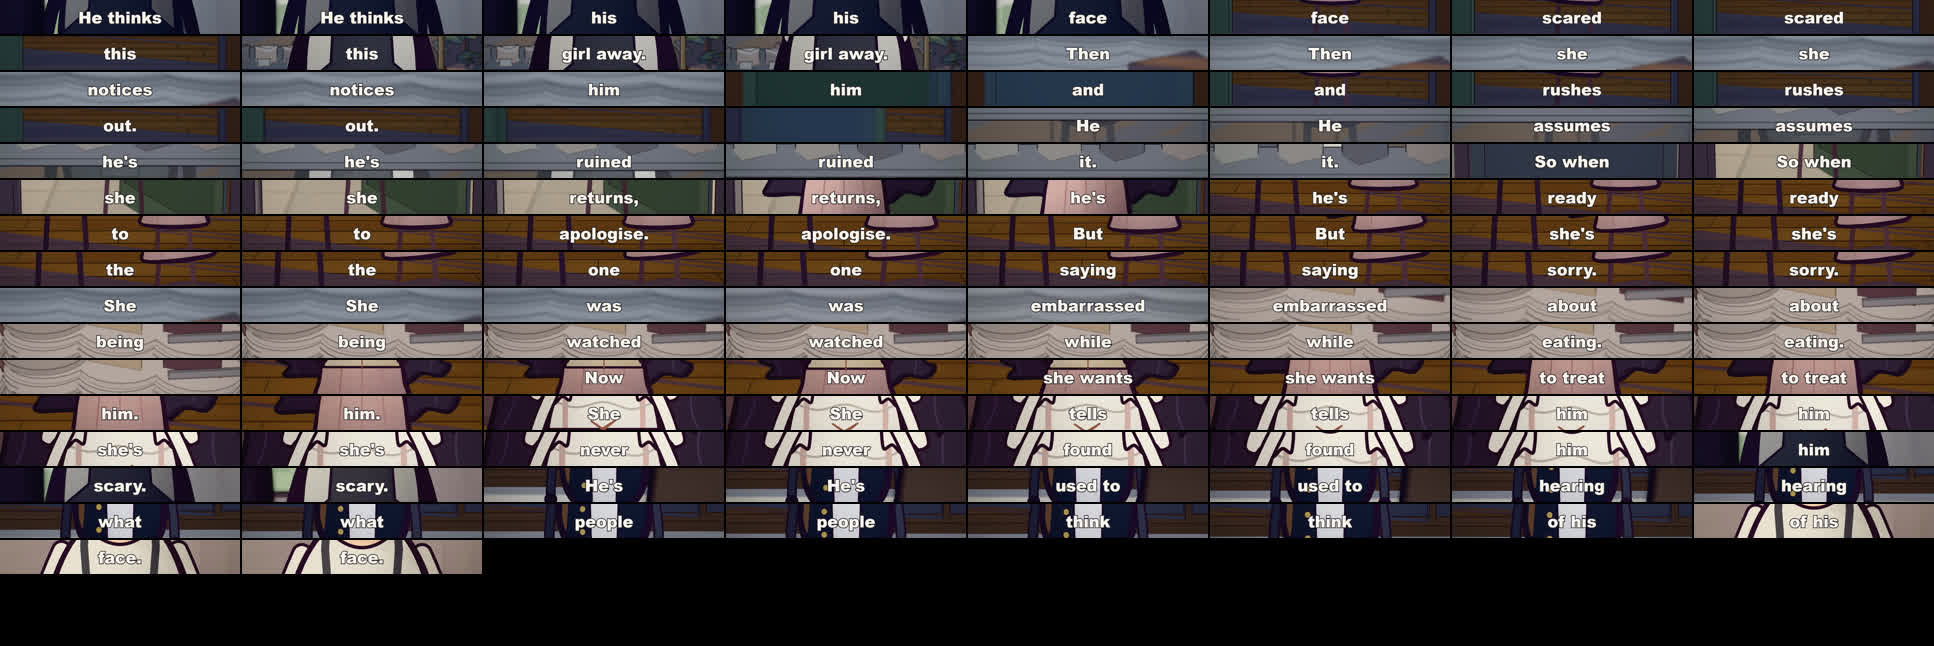 He thinks He thinks his his face face scared scared
this this girl away. girl away. Then Then she she
notices notices him him and and rushes rushes
out. out. He He assumes assumes
he's he's ruined ruined it. it. So when So when
she she returns, returns, he's he's ready ready
to to apologise. apologise. But But she's she's
the the one one saying saying sorry. sorry.
She She was was embarrassed embarrassed about about
being being watched watched while while eating. eating.
Now Now she wants she wants to treat to treat
him. him. She She tells tells him him
she's she's never never found found him him
scary. scary. He's He's used to used to hearing hearing
what what people people think think of his of his
face. face.